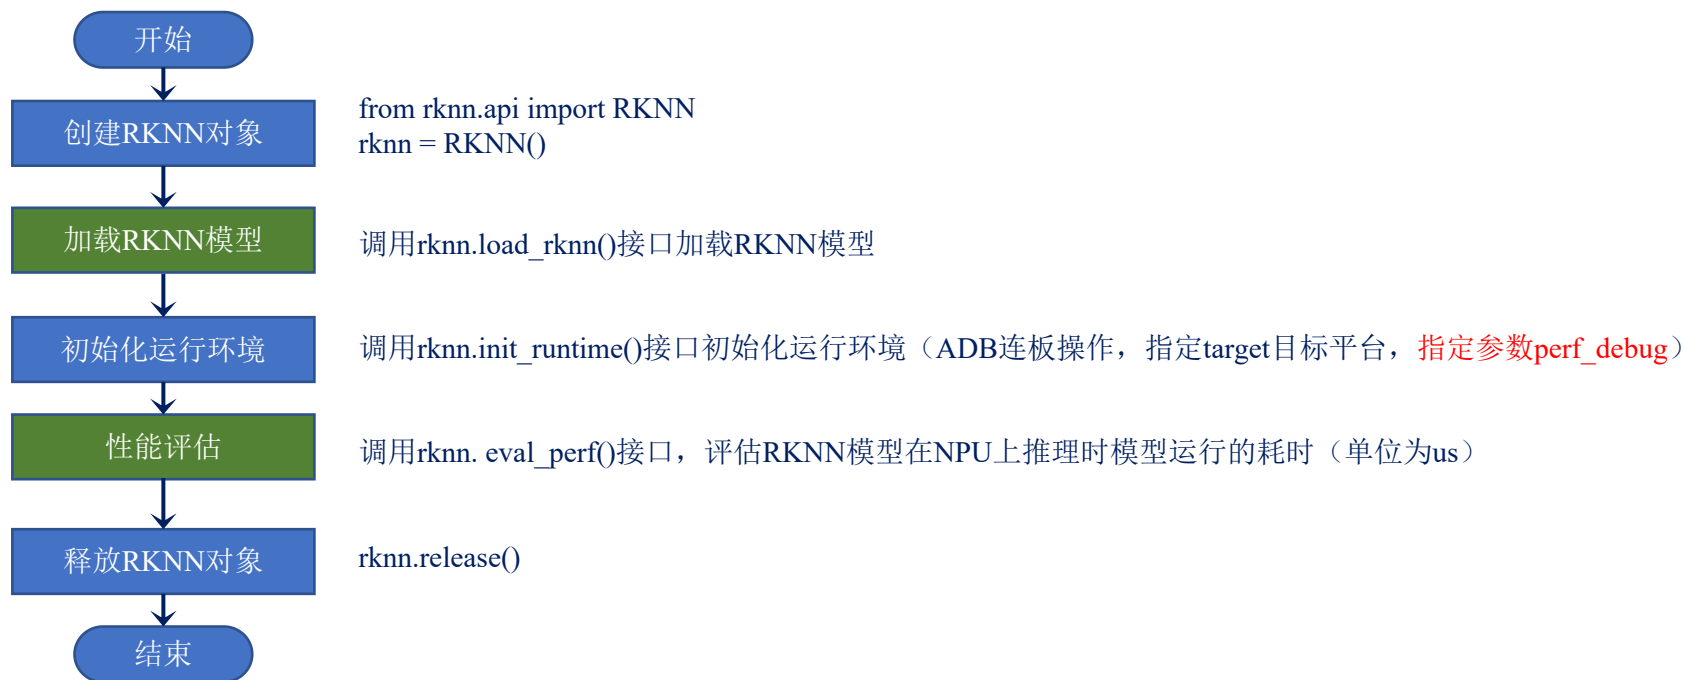 开始
创建RKNN对象
from rknn.api import RKNN
rknn = RKNN()
加载RKNN模型
调用rknn.load_rknn()接口加载RKNN模型
初始化运行环境
调用rknn.init_runtime()接口初始化运行环境（ADB连板操作，指定target目标平台，指定参数perf_debug）
性能评估
调用rknn. eval_perf()接口，评估RKNN模型在NPU上推理时模型运行的耗时（单位为us）
释放RKNN对象
rknn.release()
结束